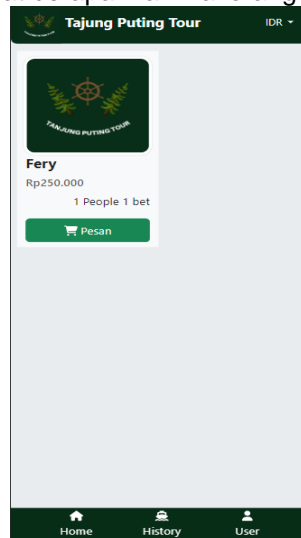 Tajung Puting Tour
IDR
TANJUNG PUTING TOUR
Fery
Rp250.000
1 People 1 bet
Pesan
Home
History
User